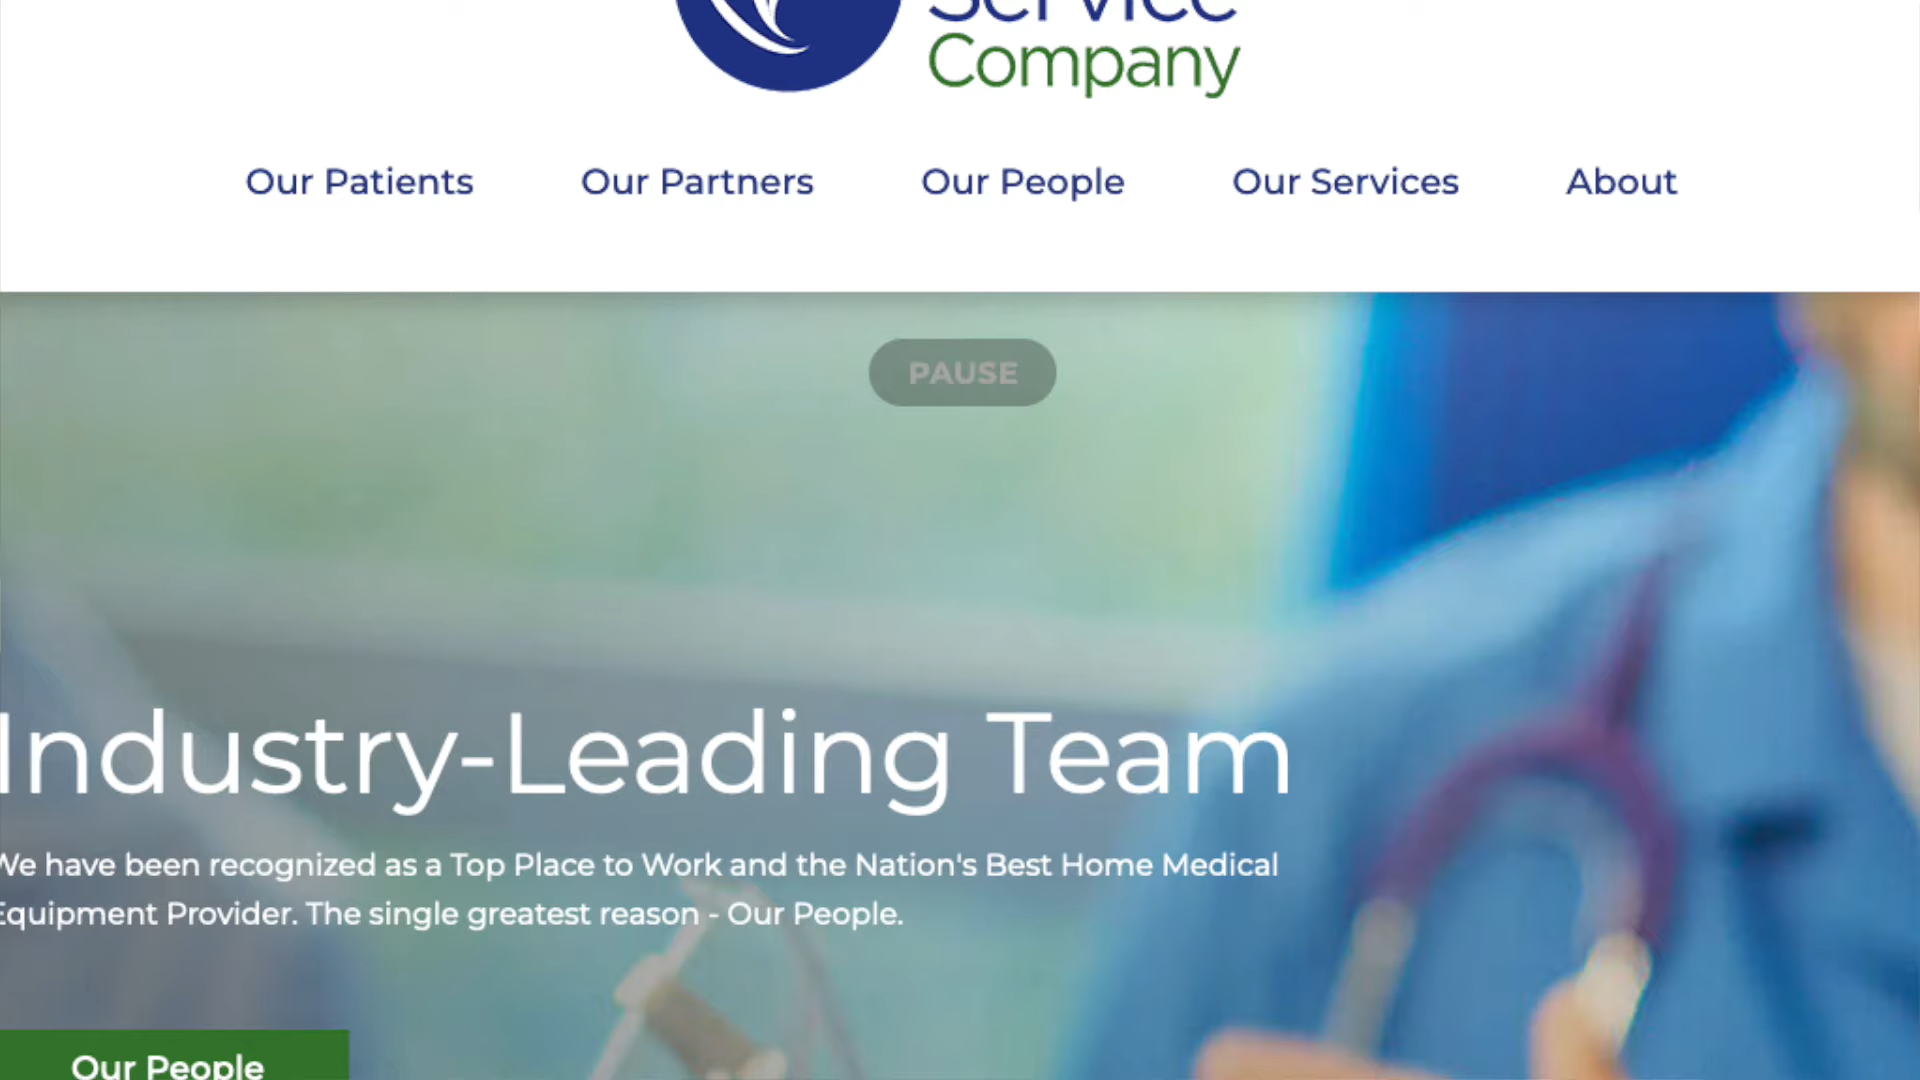 Service
Company
Our Patients Our Partners Our People Our Services About
PAUSE
Industry-Leading Team
We have been recognized as a Top Place to Work and the Nation's Best Home Medical
Equipment Provider. The single greatest reason - Our People.
Our People